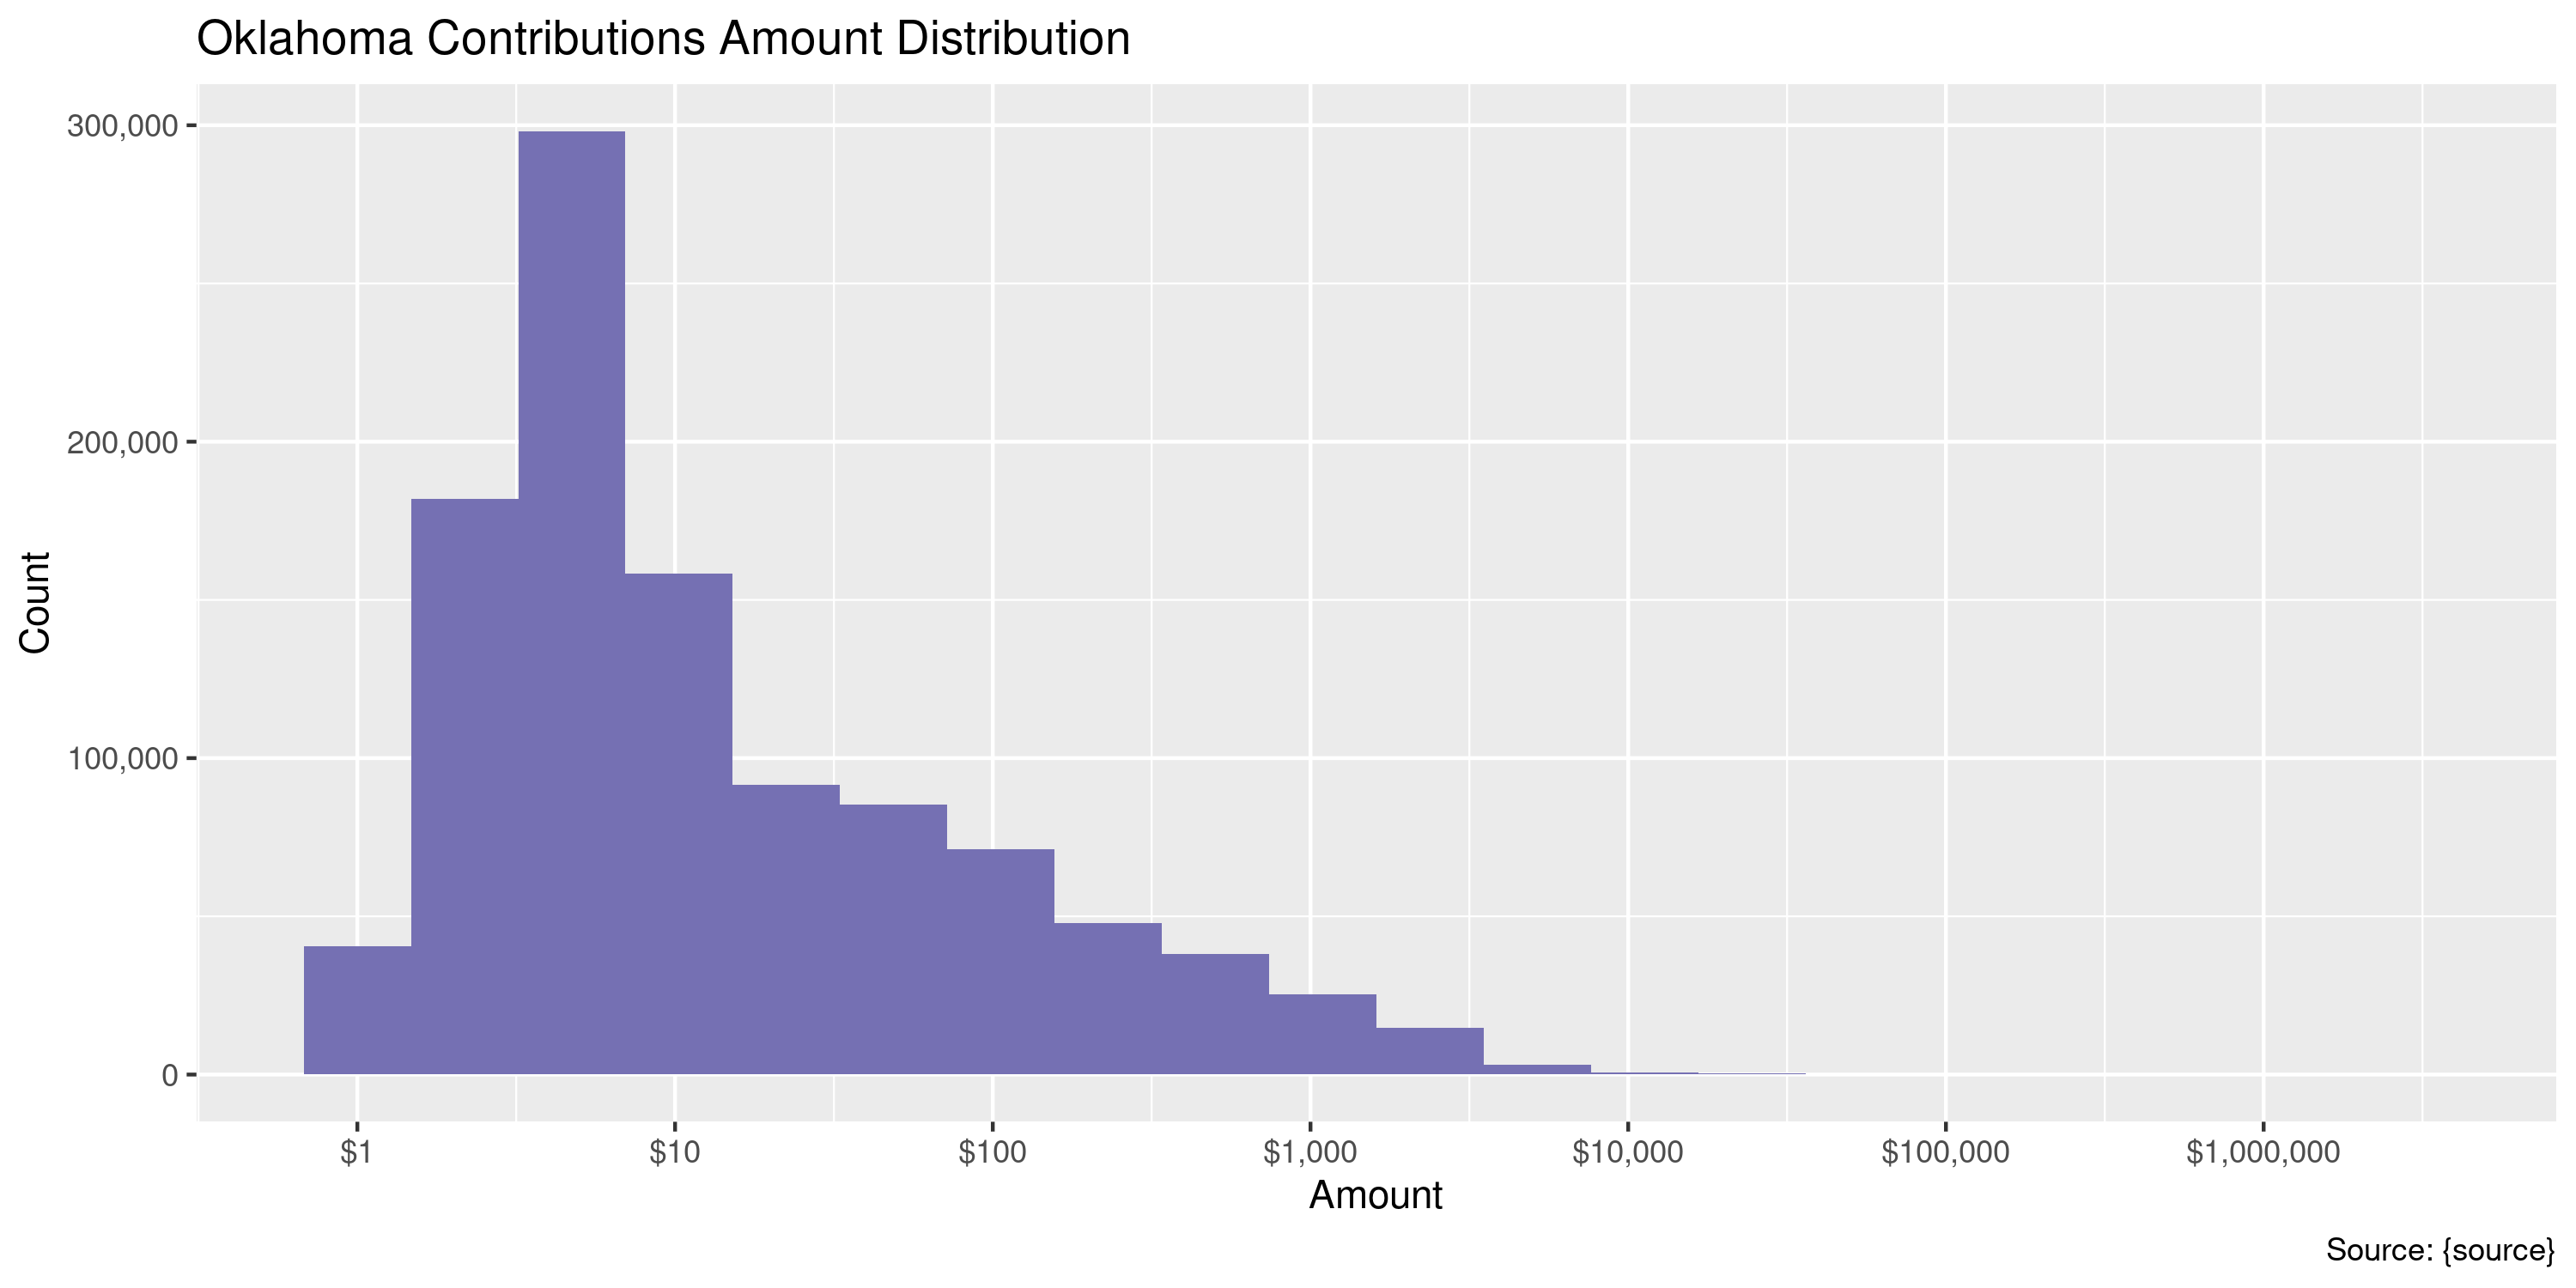 Oklahoma Contributions Amount Distribution
300,000
200,000
100,000
0
Count
$1 $10 $100 $1,000 $10,000 $100,000 $1,000,000
Amount
Source: {source}